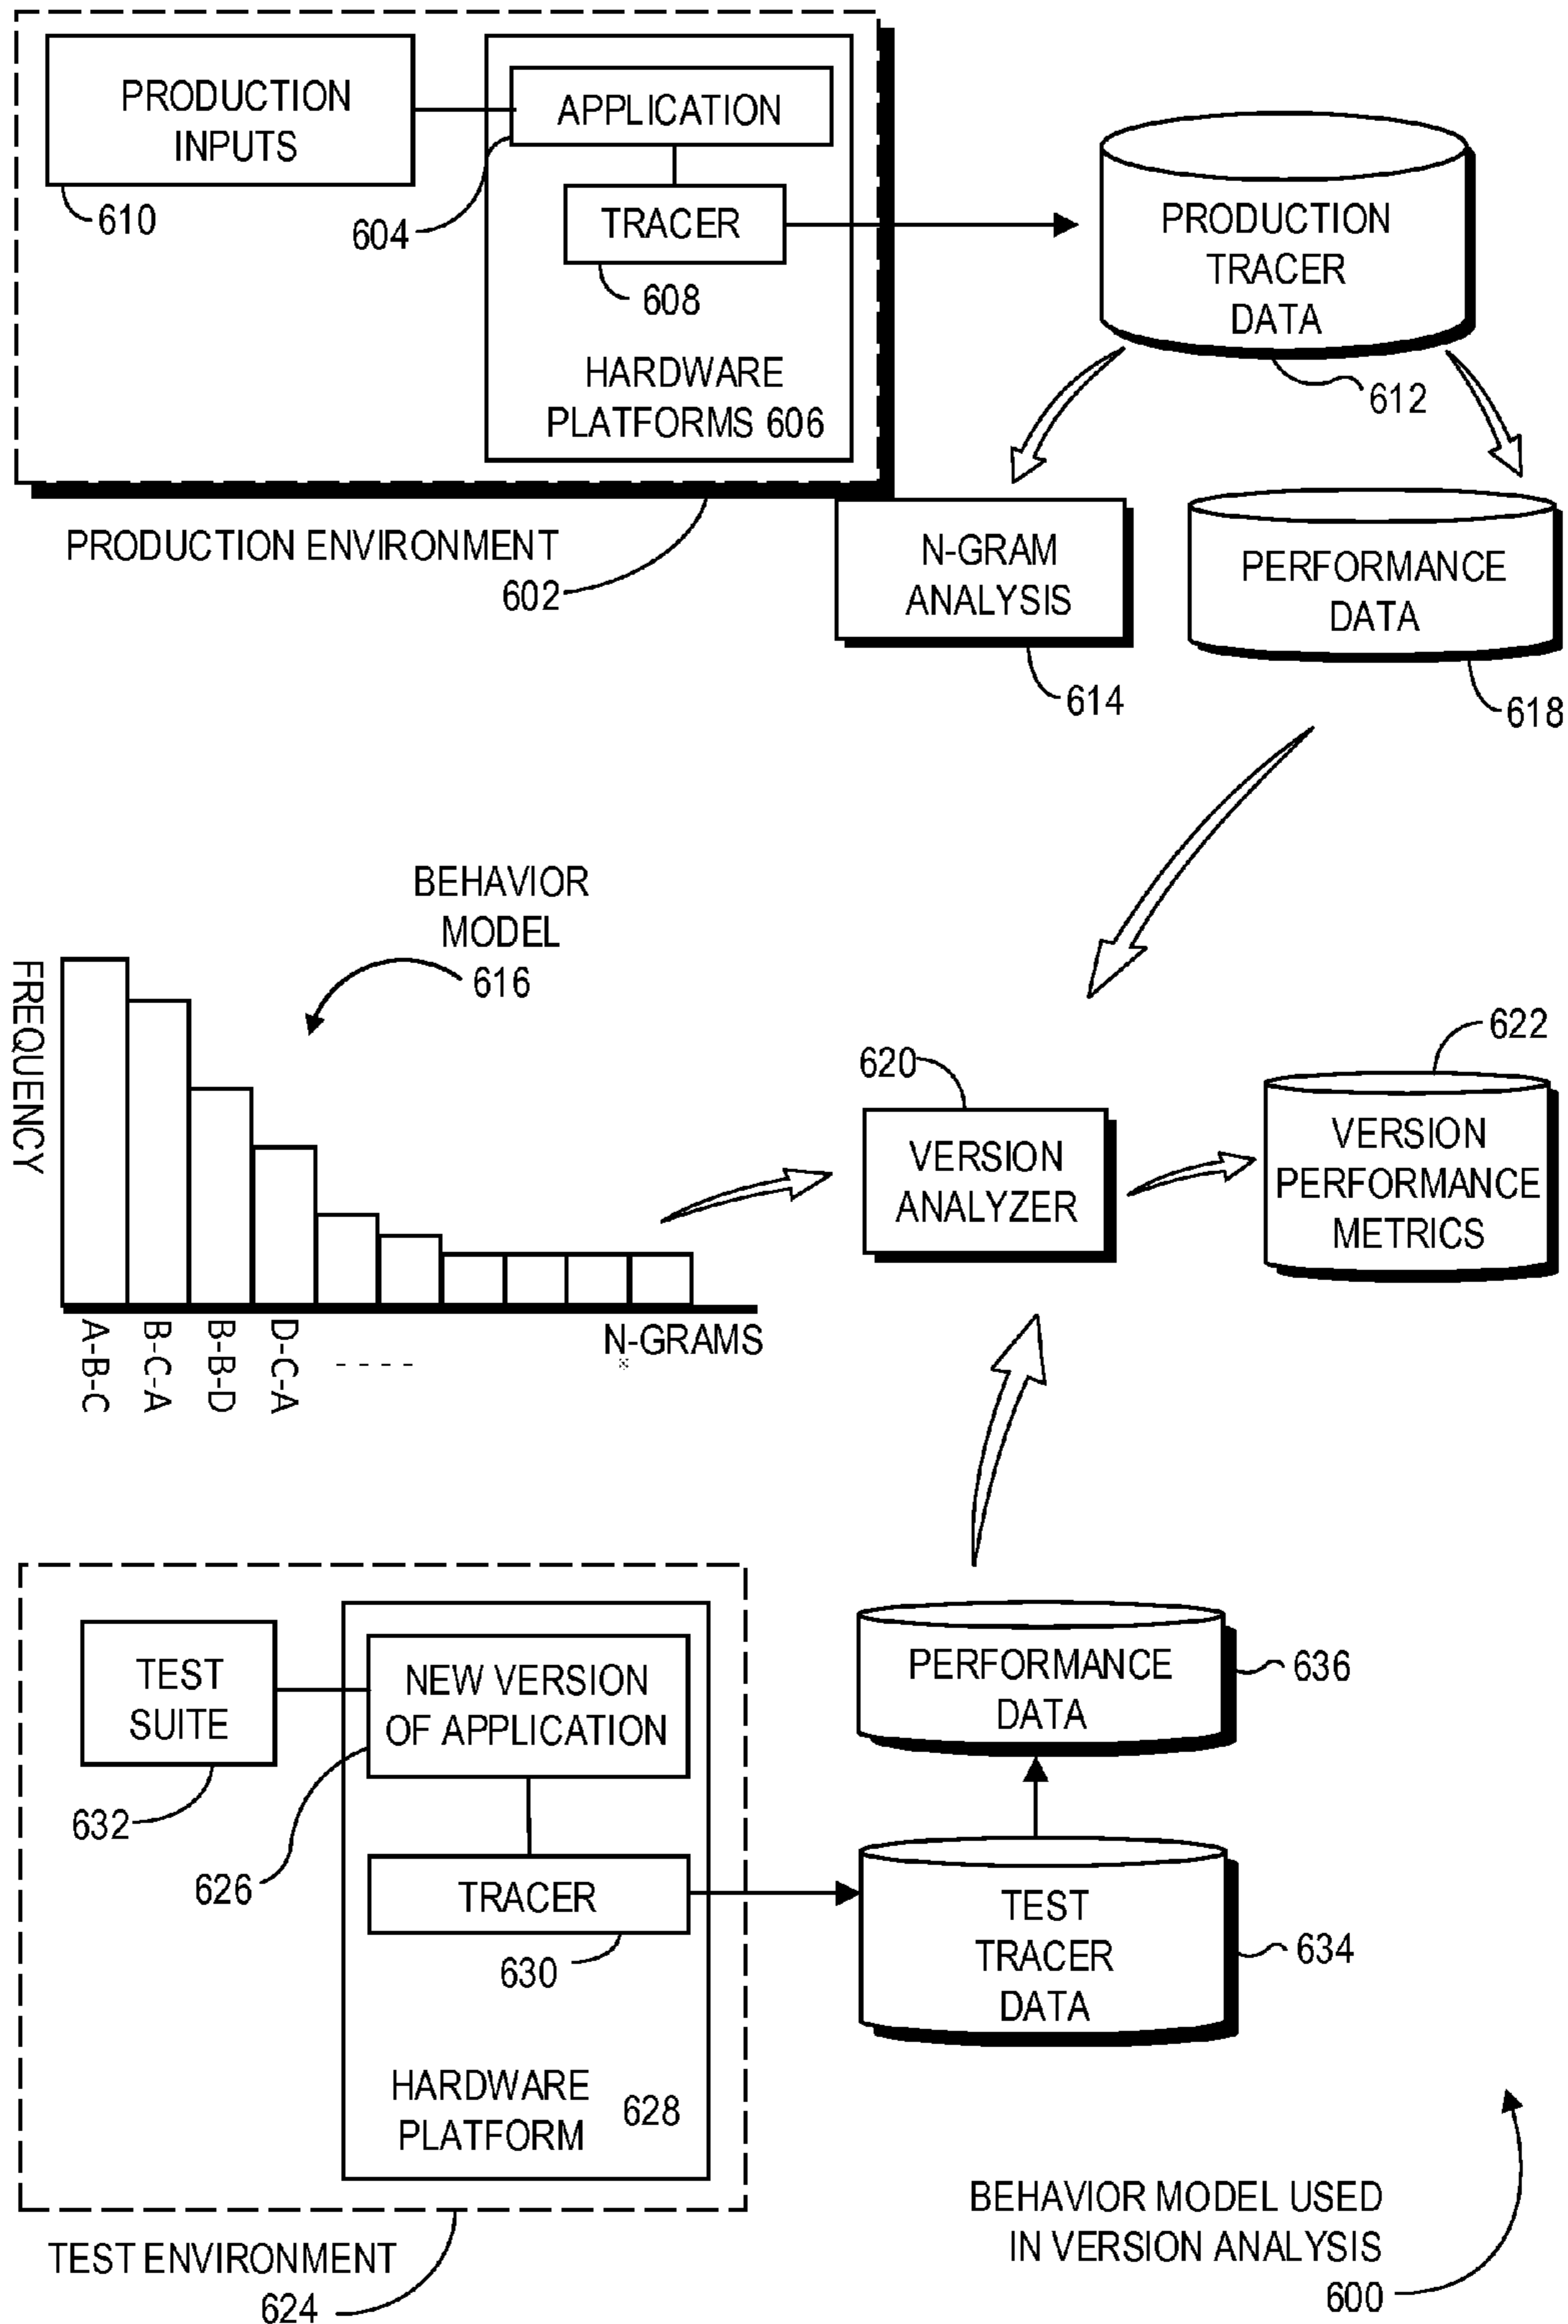 PRODUCTION
INPUTS
610
APPLICATION
604
TRACER
608
HARDWARE
PLATFORMS 606
PRODUCTION ENVIRONMENT
602
PRODUCTION
TRACER
DATA
612
N-GRAM
ANALYSIS
614
PERFORMANCE
DATA
618
BEHAVIOR
MODEL
616
FREQUENCY
A-B-C
B-C-A
B-B-D
D-C-A
- - - -
N-GRAMS
620
VERSION
ANALYZER
622
VERSION
PERFORMANCE
METRICS
TEST
SUITE
632
NEW VERSION
OF APPLICATION
626
TRACER
630
HARDWARE
PLATFORM
628
TEST ENVIRONMENT
624
PERFORMANCE
DATA
636
TEST
TRACER
DATA
634
BEHAVIOR MODEL USED
IN VERSION ANALYSIS
600